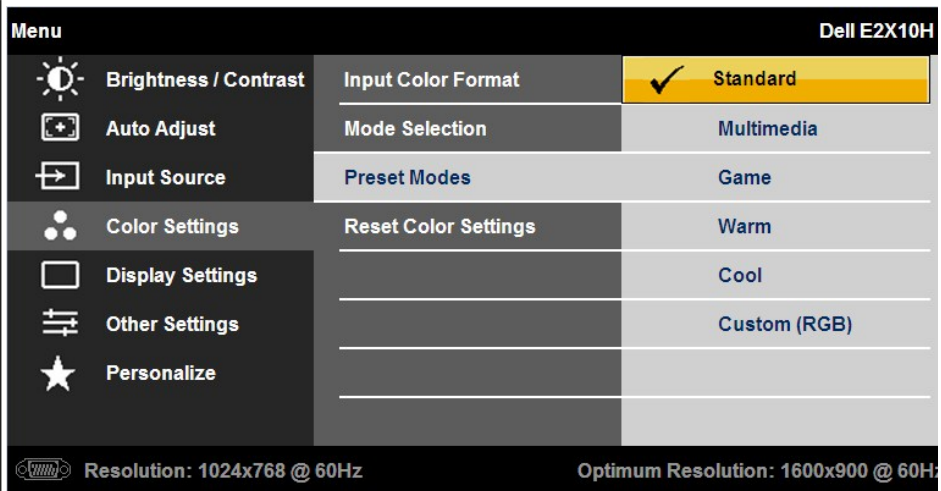 Menu Dell E2X10H
Brightness / Contrast Input Color Format Standard
Auto Adjust Mode Selection Multimedia
Input Source Preset Modes Game
Color Settings Reset Color Settings Warm
Display Settings Cool
Other Settings Custom (RGB)
Personalize
Resolution: 1024x768 @ 60Hz Optimum Resolution: 1600x900 @ 60Hz